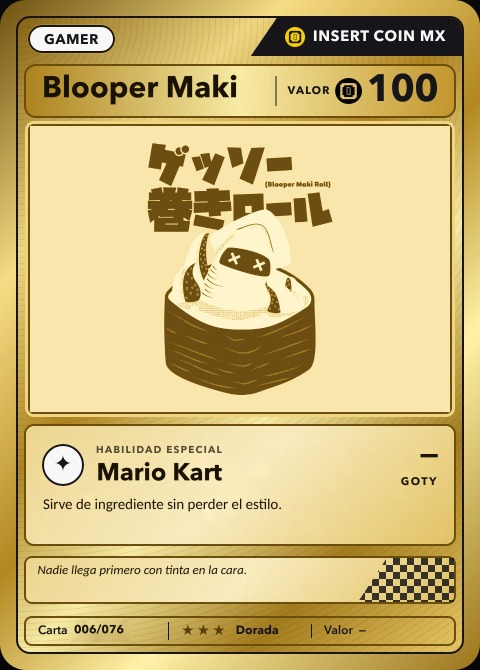 GAMER
INSERT COIN MX
Blooper Maki
VALOR 100
ゲッソー
(Blooper Maki Roll)
巻きロール
HABILIDAD ESPECIAL
Mario Kart
–
GOTY
Sirve de ingrediente sin perder el estilo.
Nadie llega primero con tinta en la cara.
Carta 006/076
★ ★ ★ Dorada
Valor –